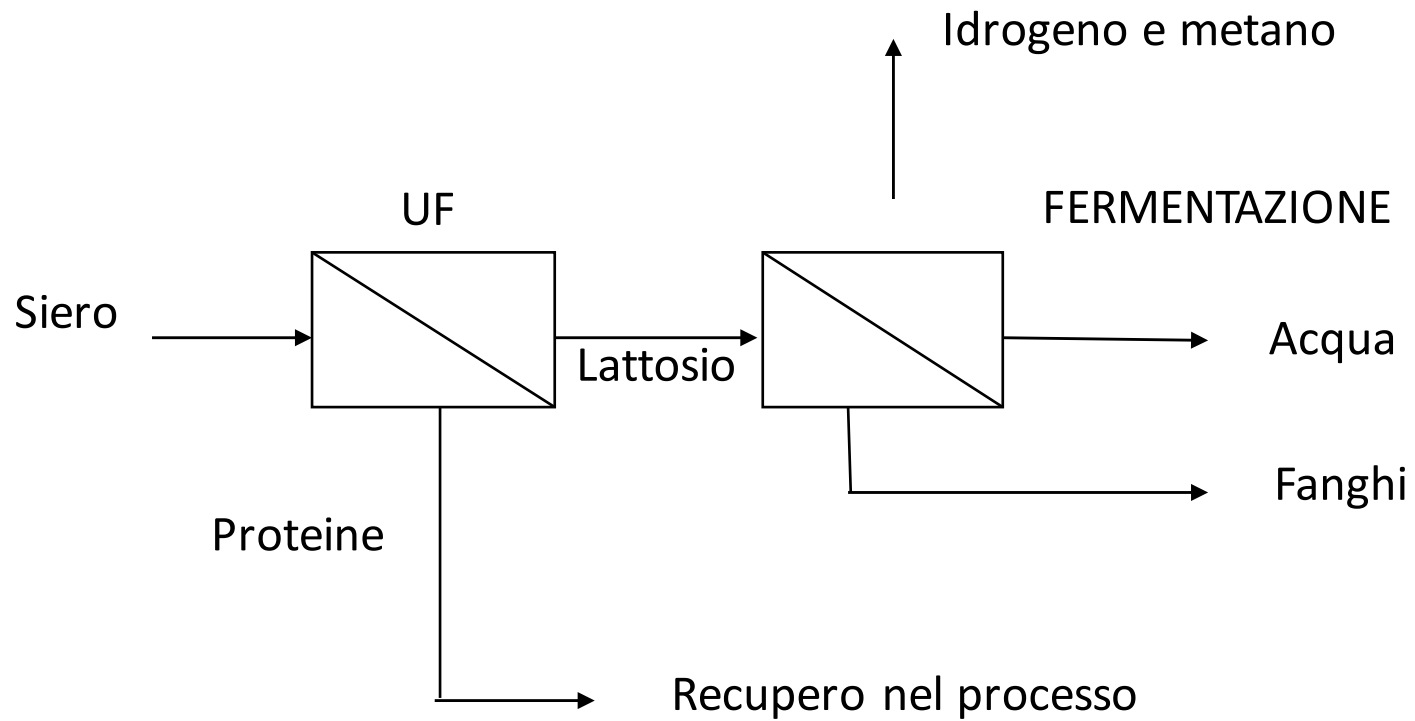 Idrogeno e metano
UF
FERMENTAZIONE
Siero
Lattosio
Acqua
Fanghi
Proteine
Recupero nel processo